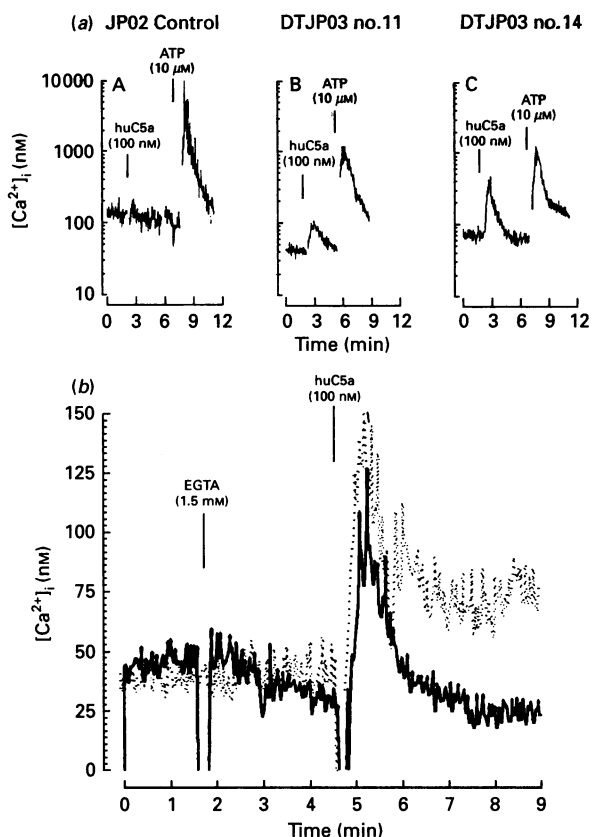 (a) JP02 Control DTJP03 no.11 DTJP03 no.14
A
ATP
(10 μM)
huC5a
(100 nM)
B
ATP
(10 μM)
huC5a
(100 nM)
C
ATP
(10 μM)
huC5a
(100 nM)
[Ca²⁺]ᵢ (nM)
10000
1000
100
10
0 3 6 9 12 0 3 6 9 12 0 3 6 9 12
Time (min)
(b)
huC5a
(100 nM)
EGTA
(1.5 mM)
[Ca²⁺]ᵢ (nM)
150
125
100
75
50
25
0
0 1 2 3 4 5 6 7 8 9
Time (min)